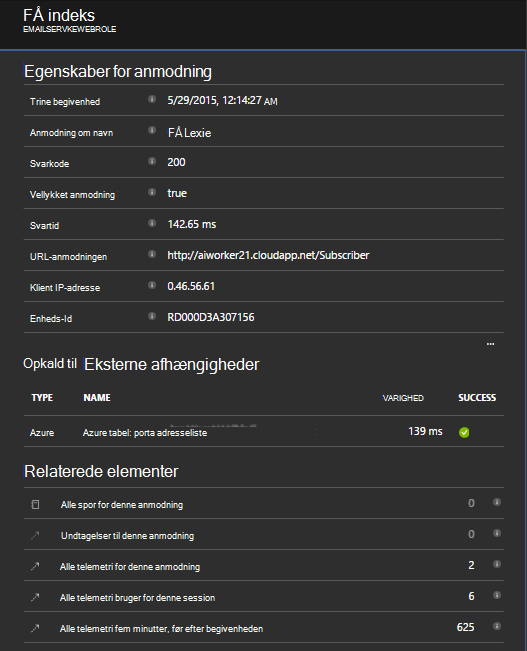 FÅ indeks
EMAILSERVKEWEBROLE
Egenskaber for anmodning
Trine begivenhed 5/29/2015, 12:14:27 AM
Anmodning om navn FÅ Lexie
Svarkode 200
Vellykket anmodning true
Svartid 142.65 ms
URL-anmodningen http://aiworker21.cloudapp.net/Subscriber
Klient IP-adresse 0.46.56.61
Enheds-Id RD000D3A307156
...
Opkald til Eksterne afhængigheder
TYPE NAME VARIGHED SUCCESS
Azure Azure tabel: porta adresseliste 139 ms
Relaterede elementer
Alle spor for denne anmodning 0
Undtagelser til denne anmodning 0
Alle telemetri for denne anmodning 2
Alle telemetri bruger for denne session 6
Alle telemetri fem minutter, før efter begivenheden 625